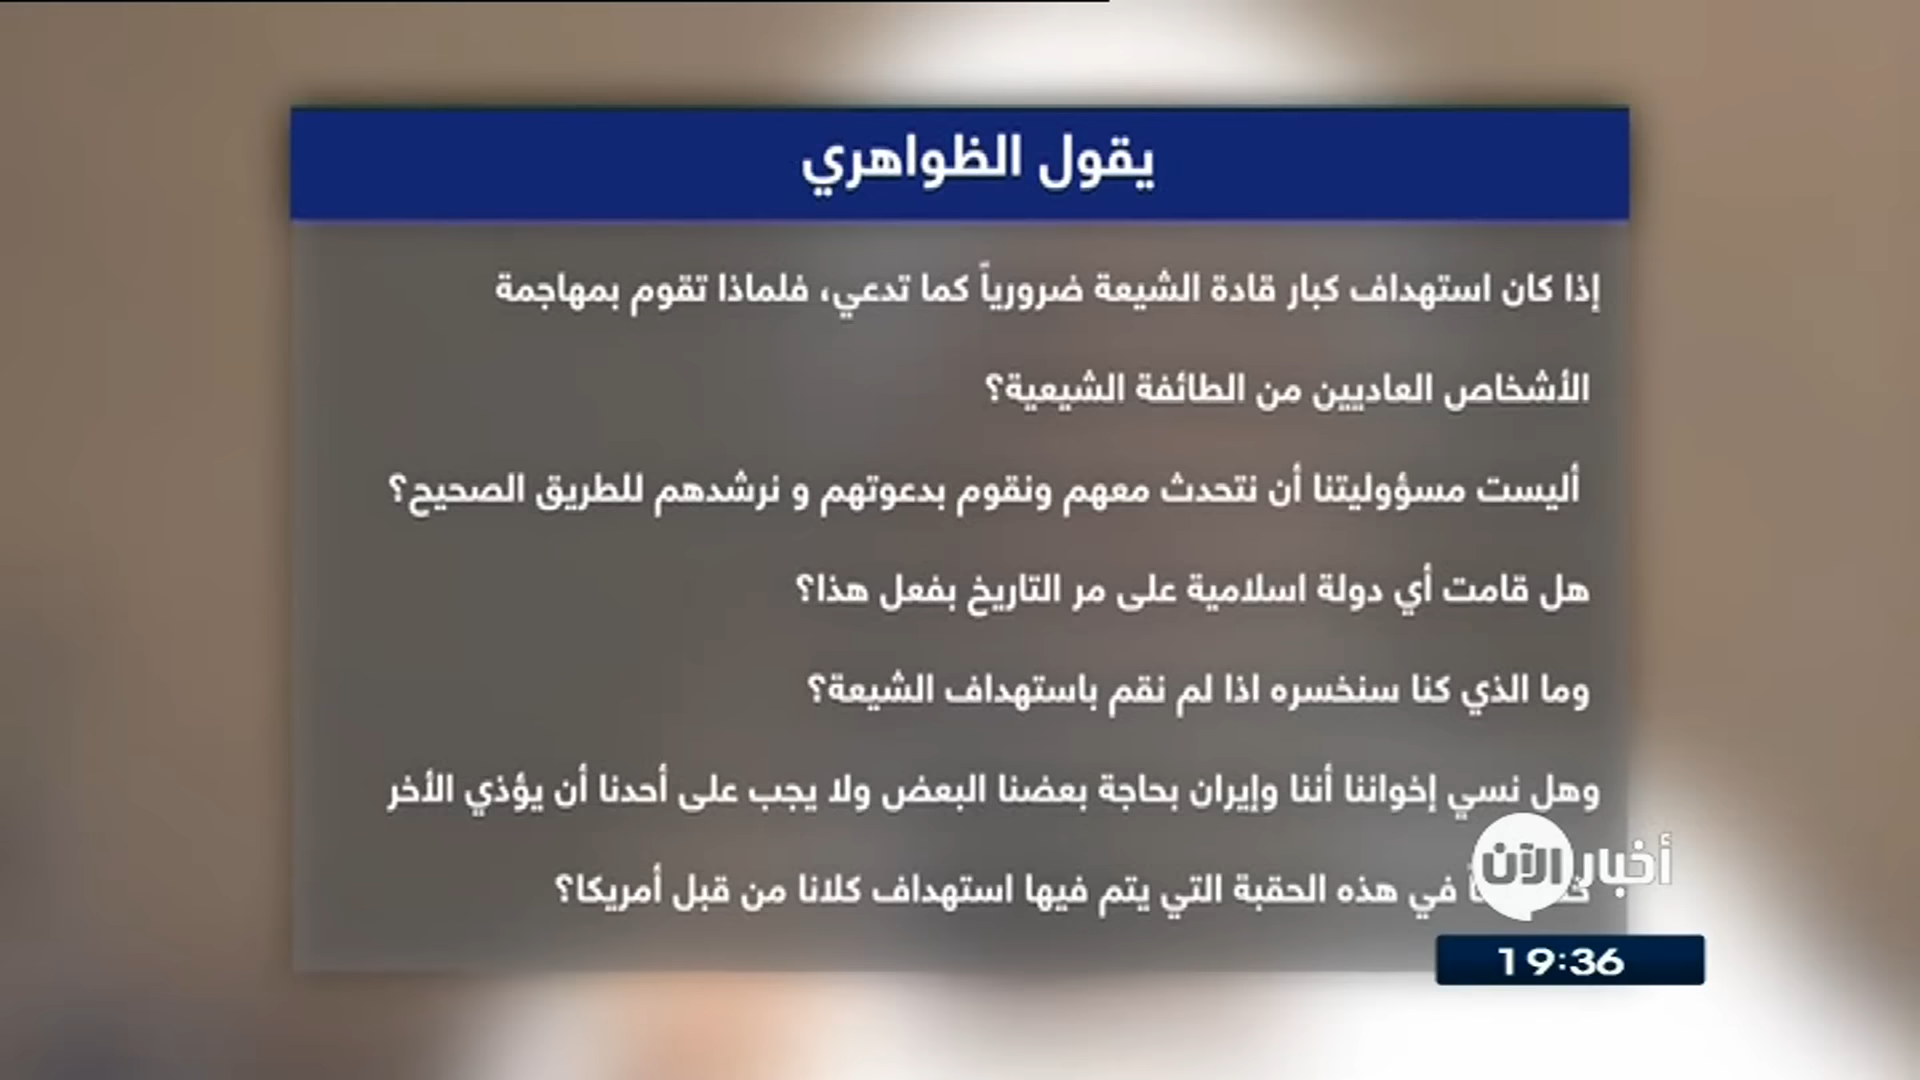 يقول الظواهري
إذا كان استهداف كبار قادة الشيعة ضرورياً كما تدعي، فلماذا تقوم بمهاجمة
الأشخاص العاديين من الطائفة الشيعية؟
أليست مسؤوليتنا أن نتحدث معهم ونقوم بدعوتهم و نرشدهم للطريق الصحيح؟
هل قامت أي دولة اسلامية على مر التاريخ بفعل هذا؟
وما الذي كنا سنخسره اذا لم نقم باستهداف الشيعة؟
وهل نسي إخواننا أننا وإيران بحاجة بعضنا البعض ولا يجب على أحدنا أن يؤذي الأخر
في هذه الحقبة التي يتم فيها استهداف كلانا من قبل أمريكا؟
أخبار الآن
19:36